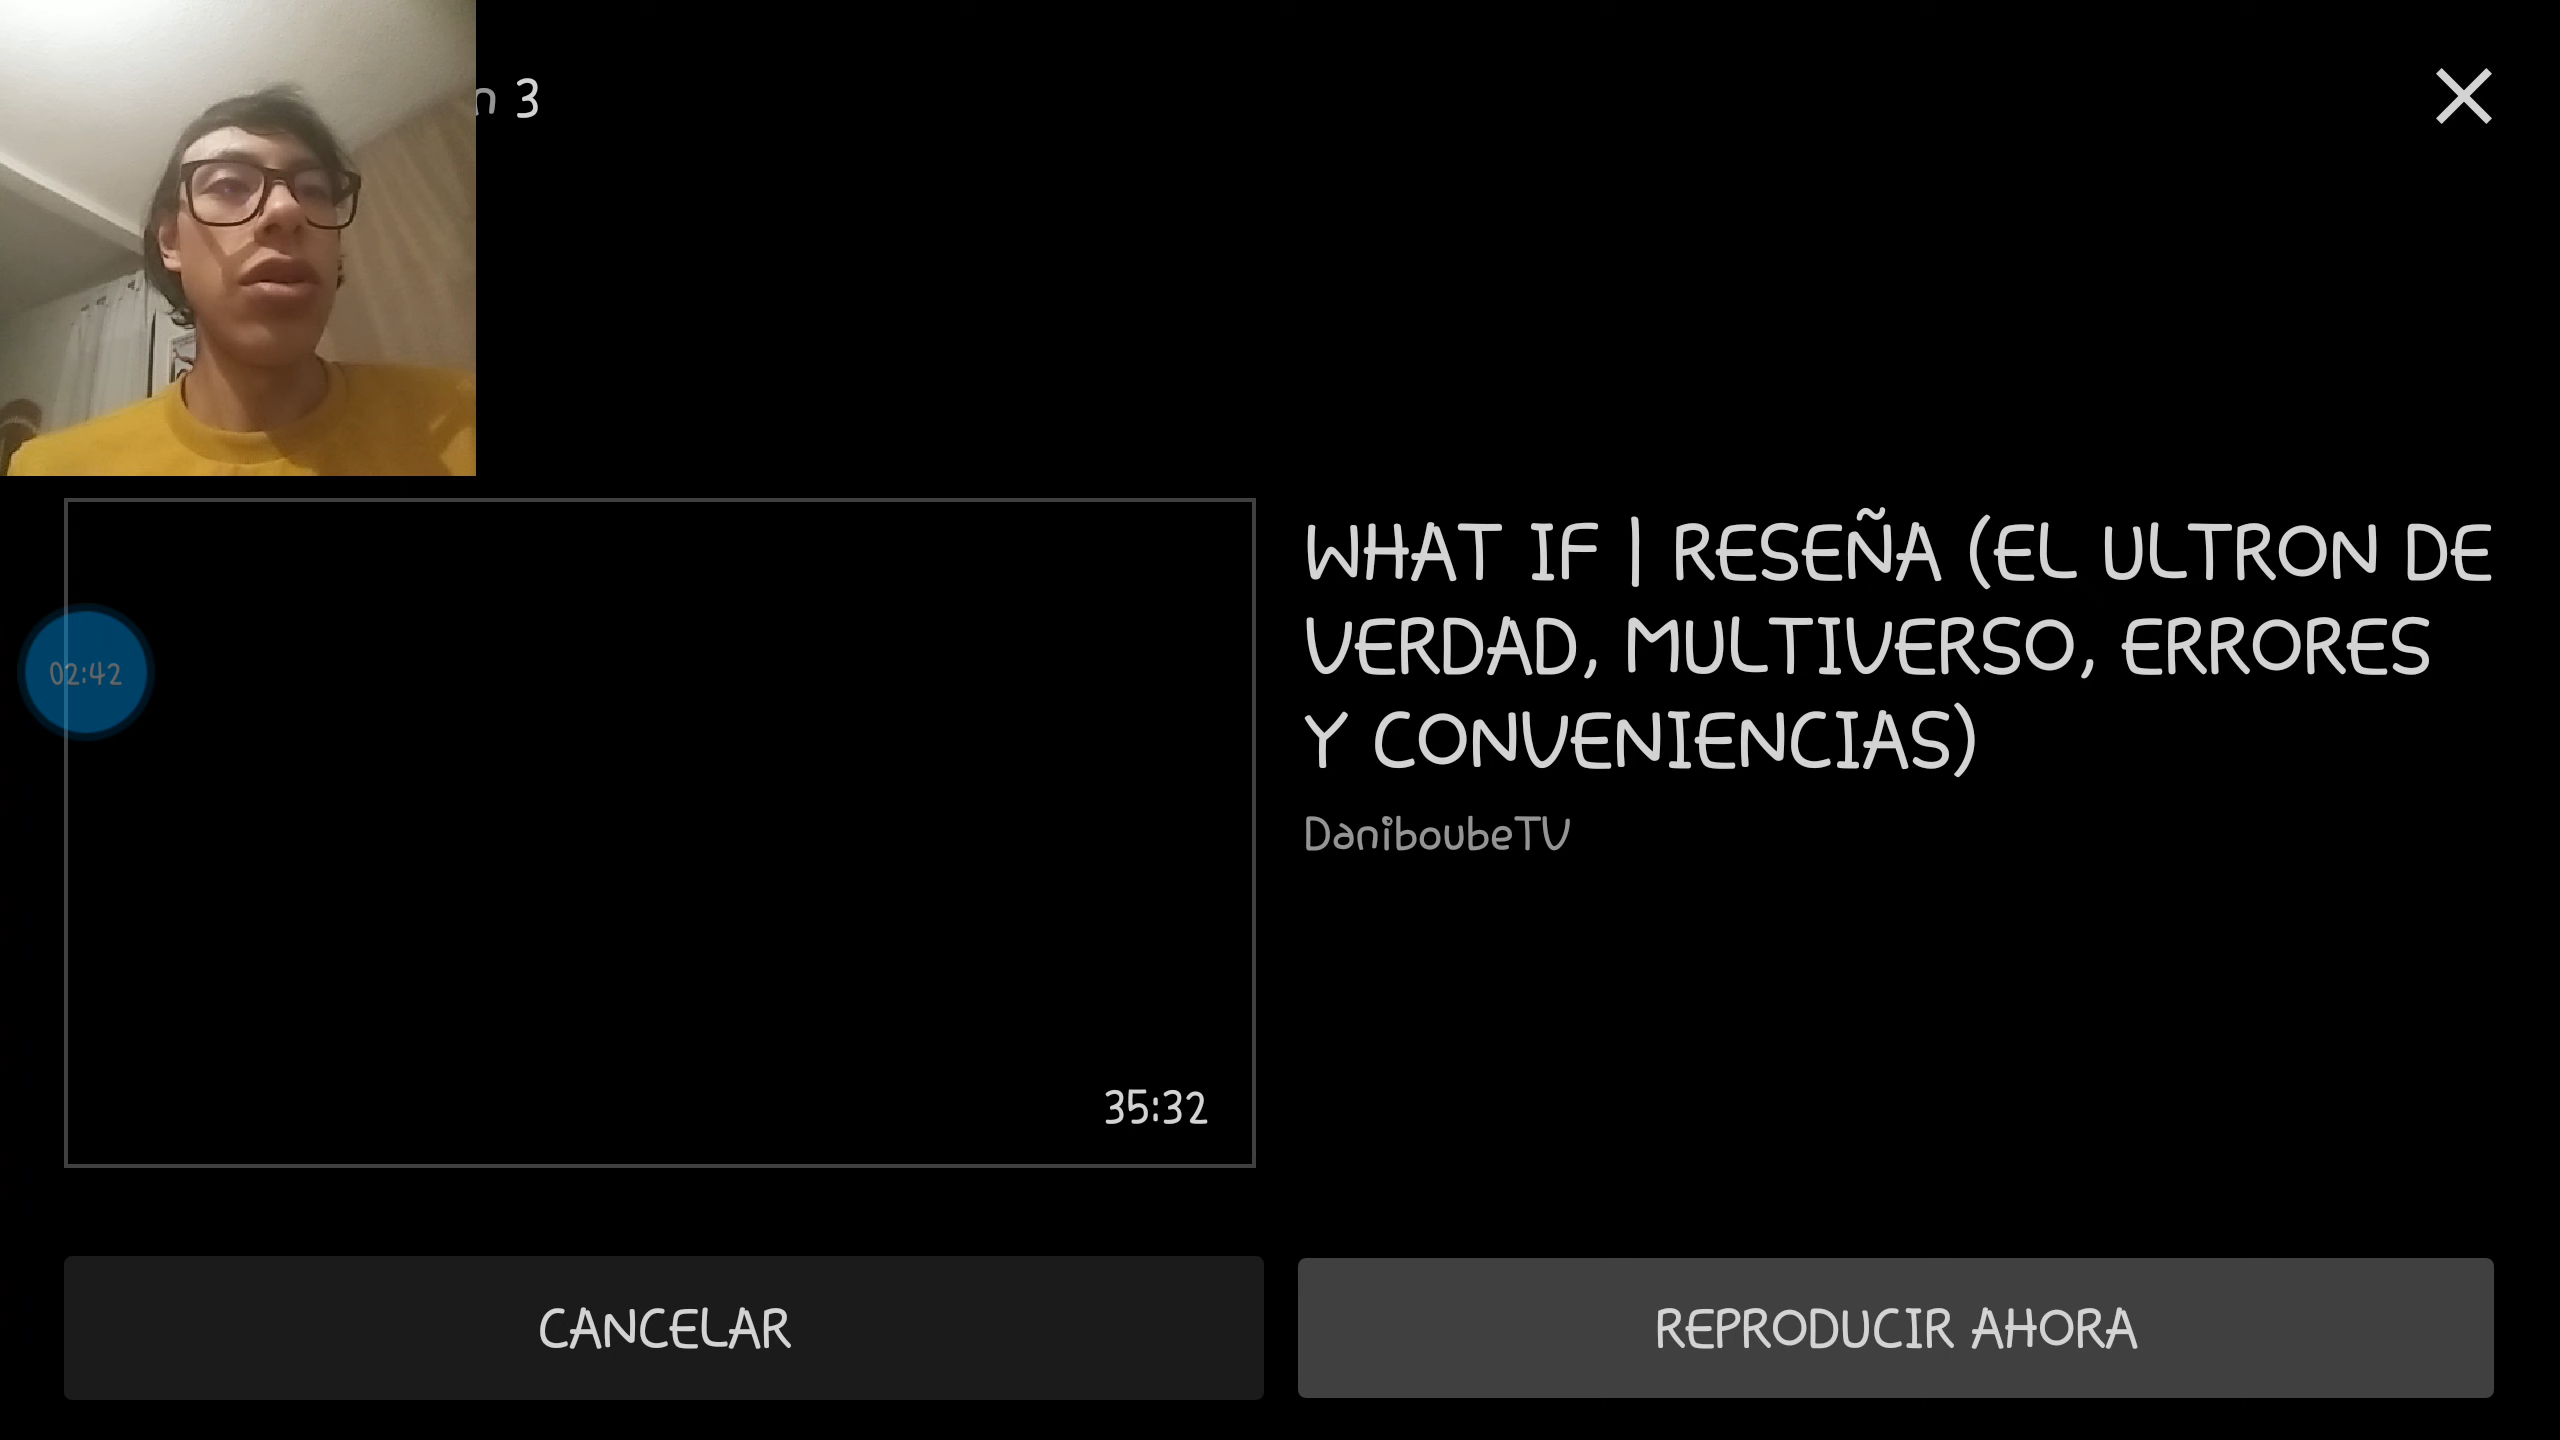 n 3
WHAT IF | RESEÑA (EL ULTRON DE
VERDAD, MULTIVERSO, ERRORES
Y CONVENIENCIAS)
DaniboubeTV
02:42
35:32
CANCELAR
REPRODUCIR AHORA